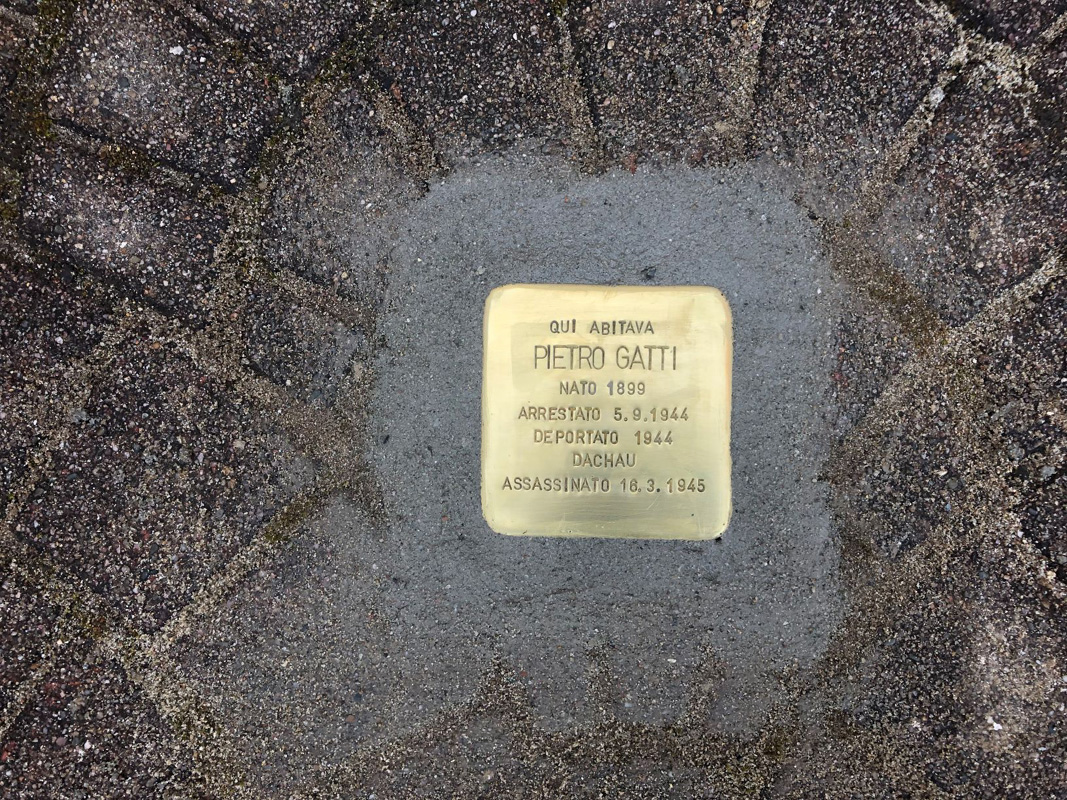 QUI ABITAVA
PIETRO GATTI
NATO 1899
ARRESTATO 5.9.1944
DEPORTATO 1944
DACHAU
ASSASSINATO 16.3.1945